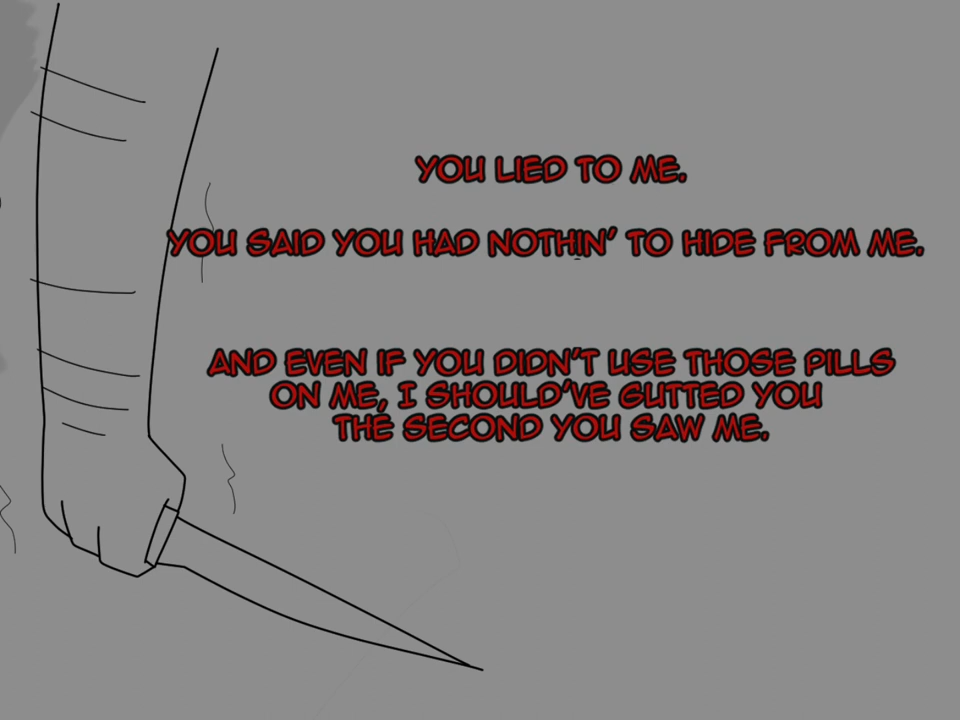 YOU LIED TO ME.
YOU SAID YOU HAD NOTHIN' TO HIDE FROM ME.
AND EVEN IF YOU DIDN'T USE THOSE PILLS
ON ME, I SHOULD'VE GUTTED YOU
THE SECOND YOU SAW ME.